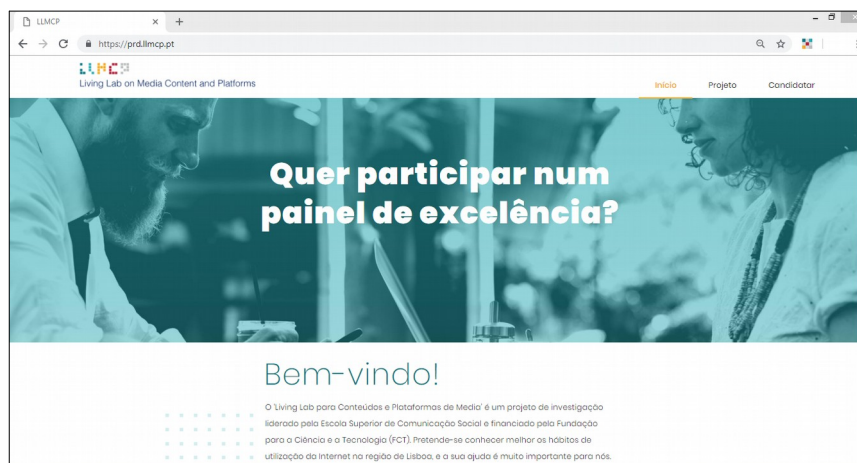 LLMCP
https://prd.llmcp.pt
LLMCP
Living Lab on Media Content and Platforms
Início Projeto Candidatar
Quer participar num
painel de excelência?
Bem-vindo!
O 'Living Lab para Conteúdos e Plataformas de Media' é um projeto de investigação
liderado pela Escola Superior de Comunicação Social e financiado pela Fundação
para a Ciência e a Tecnologia (FCT). Pretende-se conhecer melhor os hábitos de
utilização da Internet na região de Lisboa, e a sua ajuda é muito importante para nós.